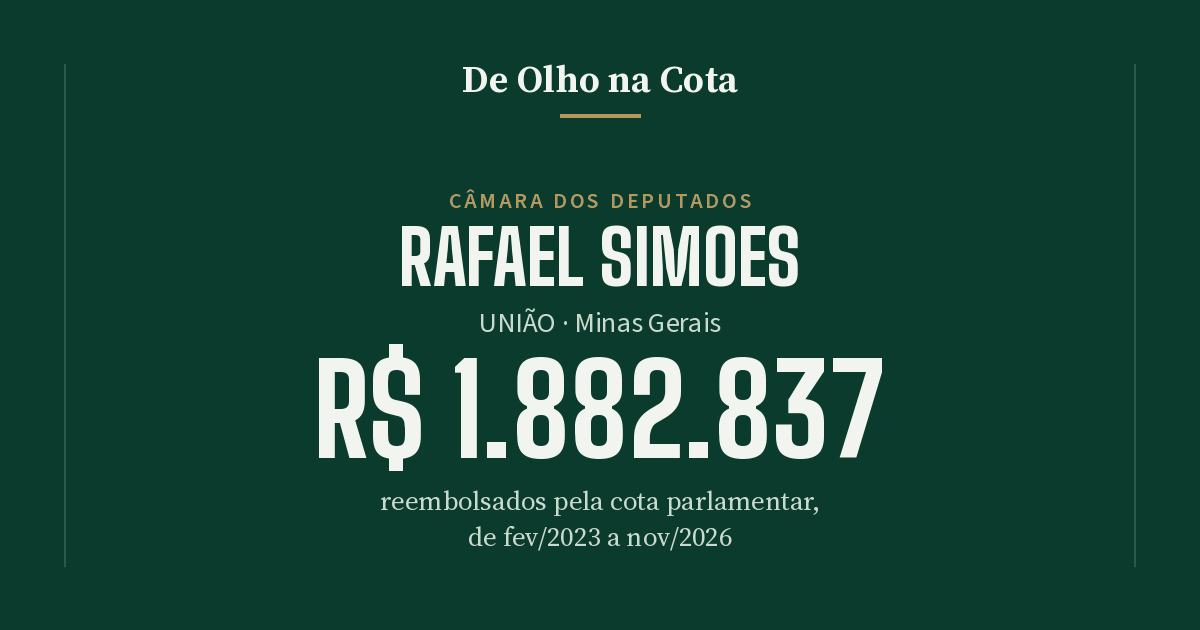 De Olho na Cota
CÂMARA DOS DEPUTADOS
RAFAEL SIMOES
UNIÃO · Minas Gerais
R$ 1.882.837
reembolsados pela cota parlamentar,
de fev/2023 a nov/2026